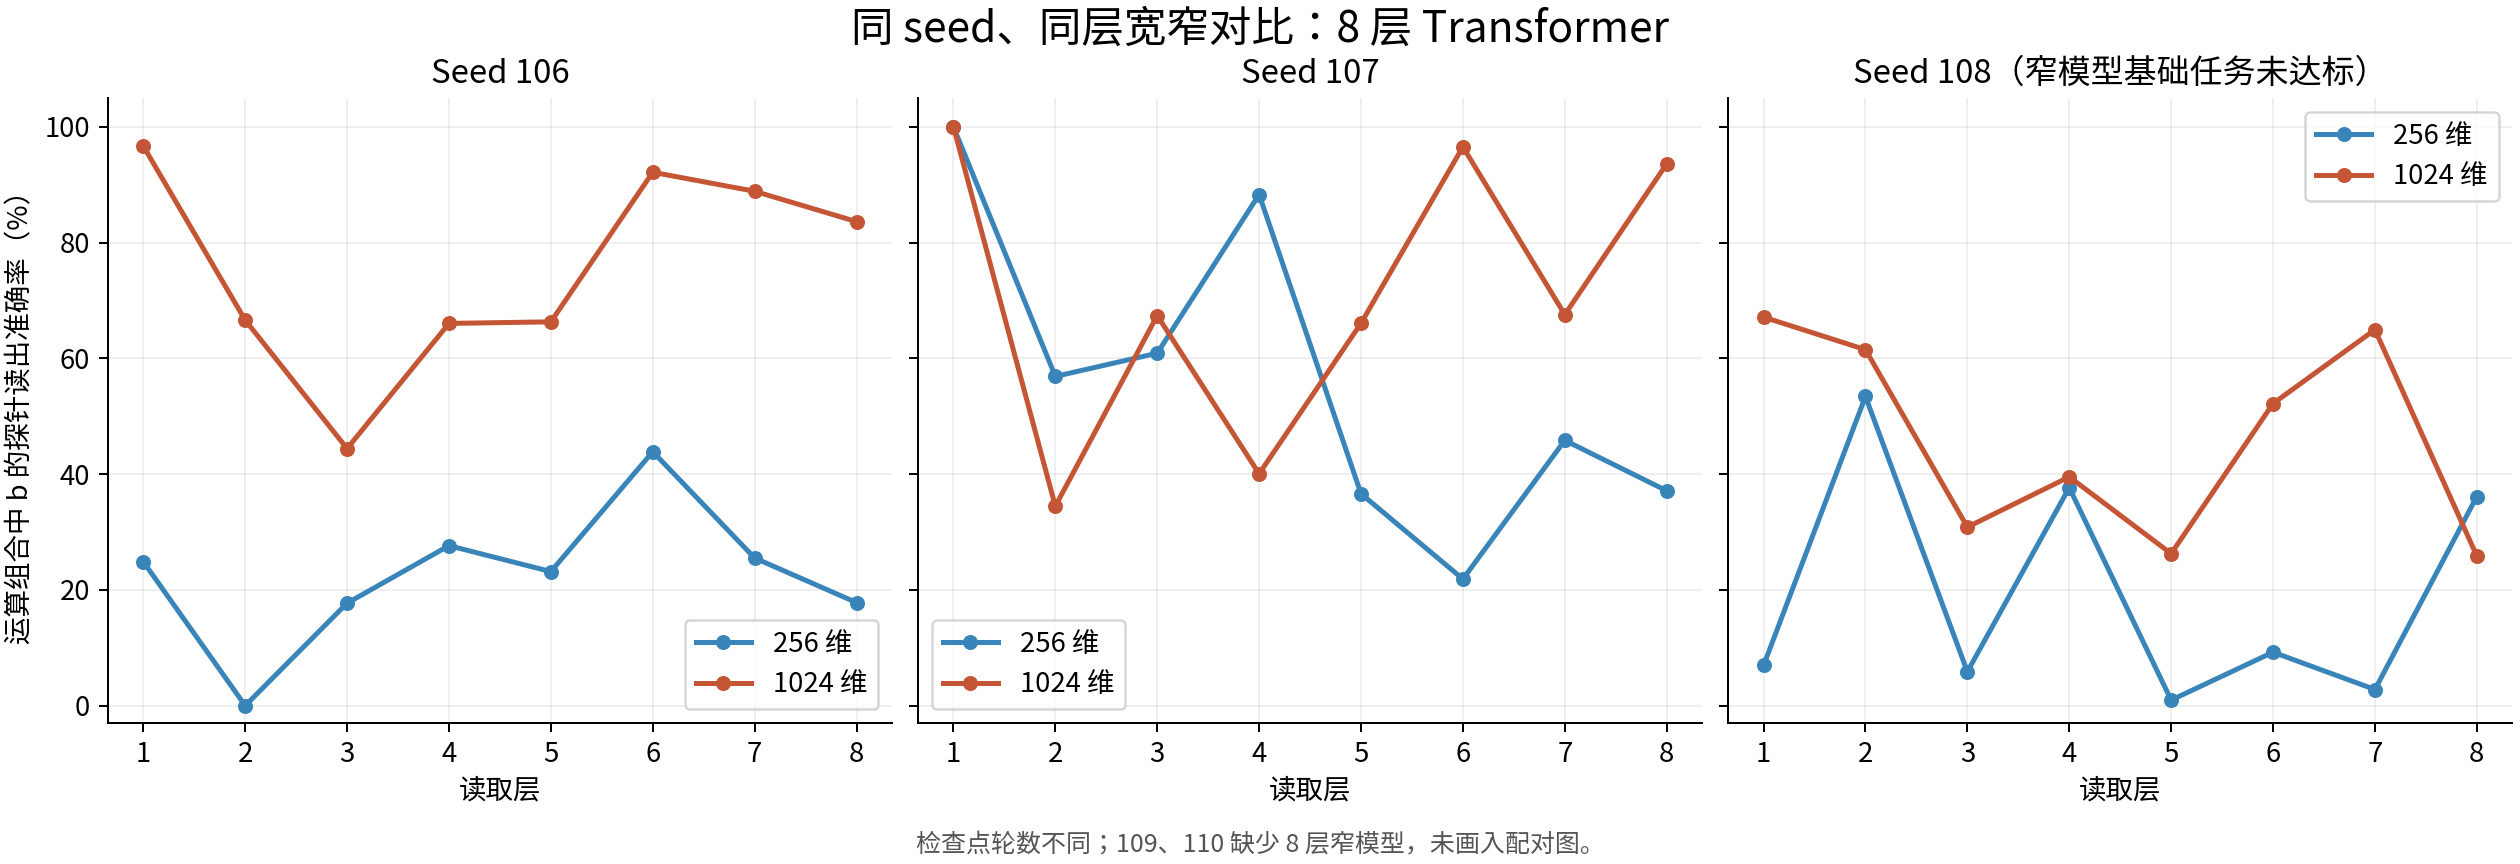 同 seed、同层宽窄对比：8 层 Transformer
Seed 106
Seed 107
Seed 108（窄模型基础任务未达标）
运算组合中 b 的探针读出准确率（%）
100
80
60
40
20
0
256 维
1024 维
256 维
1024 维
256 维
1024 维
1 2 3 4 5 6 7 8
1 2 3 4 5 6 7 8
1 2 3 4 5 6 7 8
读取层
读取层
读取层
检查点轮数不同；109、110 缺少 8 层窄模型，未画入配对图。